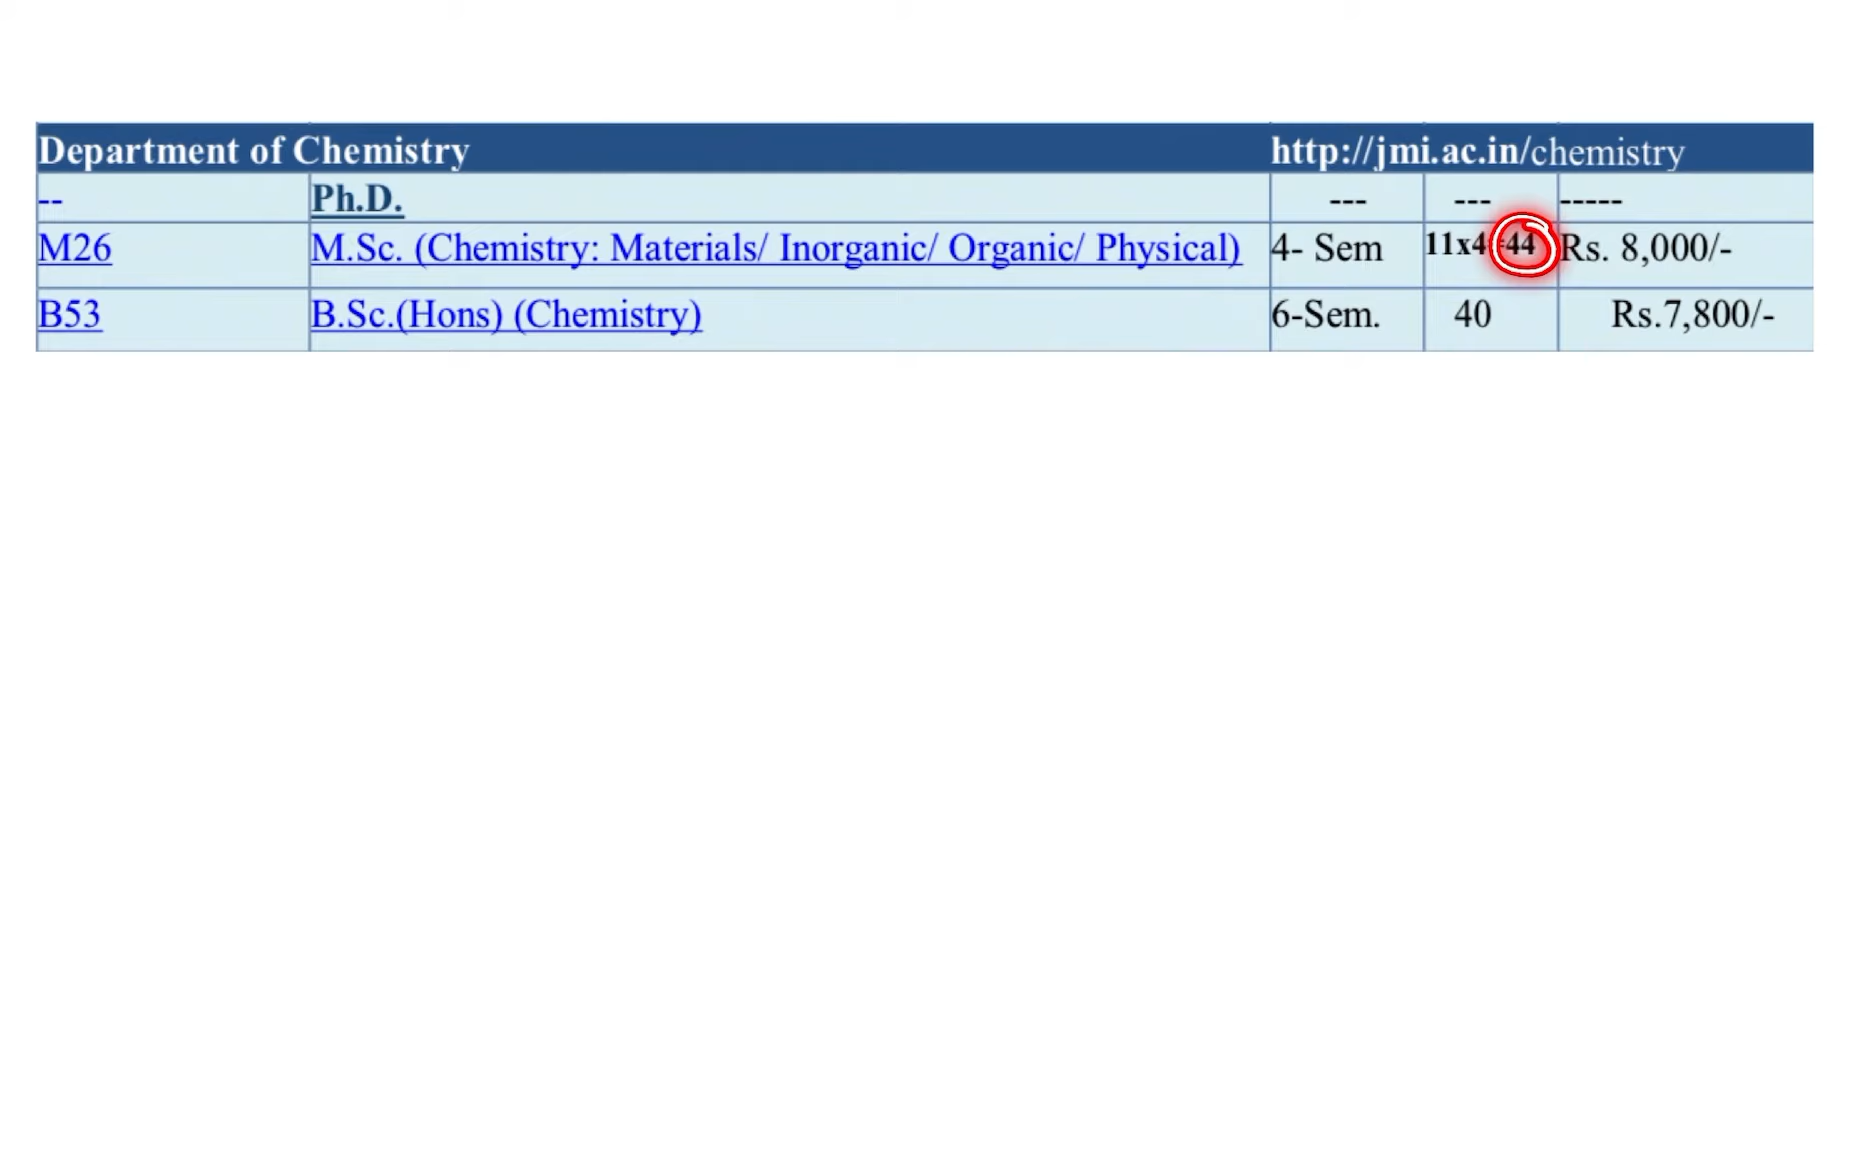 Department of Chemistry http://jmi.ac.in/chemistry
-- Ph.D. --- --- -----
M26 M.Sc. (Chemistry: Materials/ Inorganic/ Organic/ Physical) 4- Sem 11x4=44 Rs. 8,000/-
B53 B.Sc.(Hons) (Chemistry) 6-Sem. 40 Rs.7,800/-